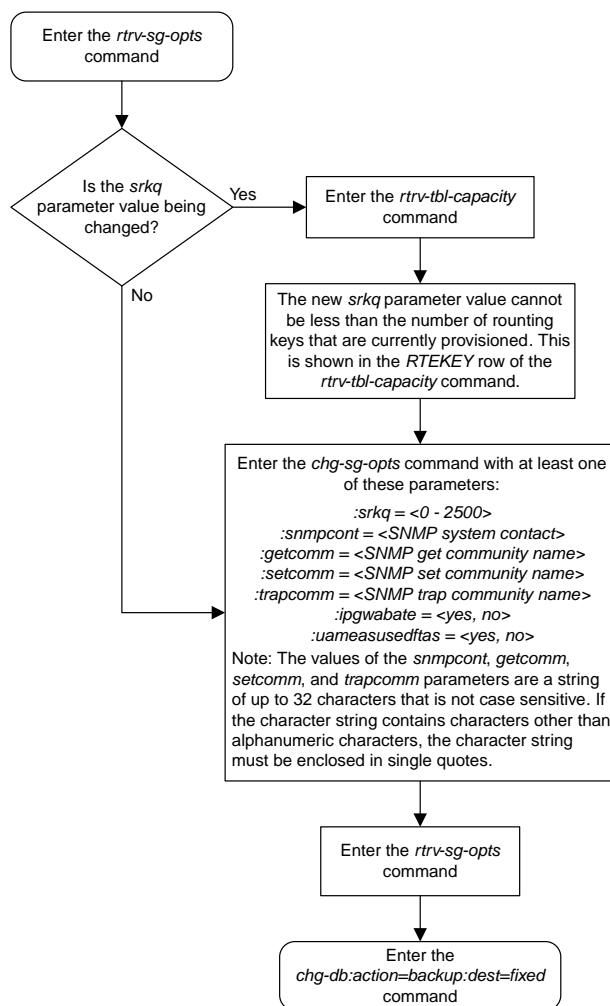 Enter the rtrv-sg-opts
command
Is the srkq
parameter value being
changed?
Yes
No
Enter the rtrv-tbl-capacity
command
The new srkq parameter value cannot
be less than the number of rounting
keys that are currently provisioned. This
is shown in the RTEKEY row of the
rtrv-tbl-capacity command.
Enter the chg-sg-opts command with at least one
of these parameters:
:srkq = <0 - 2500>
:snmpcont = <SNMP system contact>
:getcomm = <SNMP get community name>
:setcomm = <SNMP set community name>
:trapcomm = <SNMP trap community name>
:ipgwabate = <yes, no>
:uameasusedftas = <yes, no>
Note: The values of the snmpcont, getcomm,
setcomm, and trapcomm parameters are a string
of up to 32 characters that is not case sensitive. If
the character string contains characters other than
alphanumeric characters, the character string
must be enclosed in single quotes.
Enter the rtrv-sg-opts
command
Enter the
chg-db:action=backup:dest=fixed
command